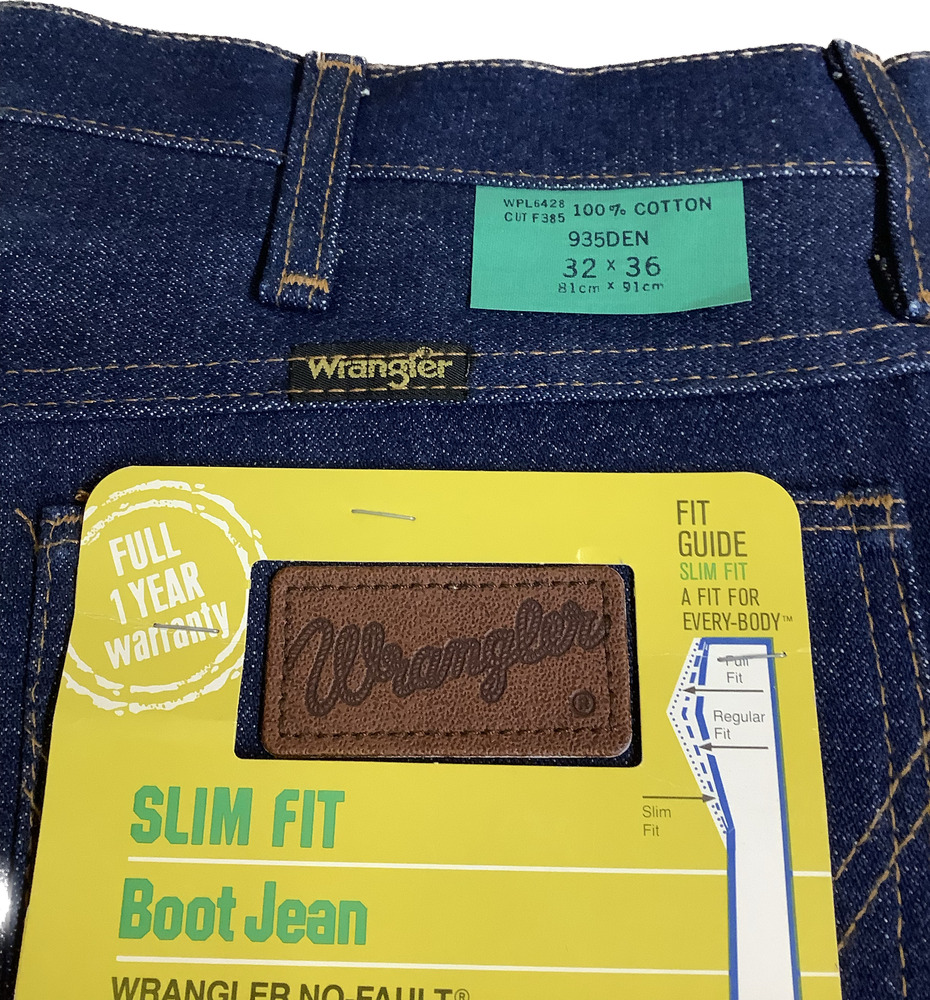 WPL6428
CUT F385
100% COTTON
935DEN
32 x 36
81cm x 91cm
Wrangler
FULL
1 YEAR
warranty
Wrangler
®
FIT
GUIDE
SLIM FIT
A FIT FOR
EVERY-BODY™
Full
Fit
Regular
Fit
Slim
Fit
SLIM FIT
Boot Jean
WRANGLER NO-FAULT®